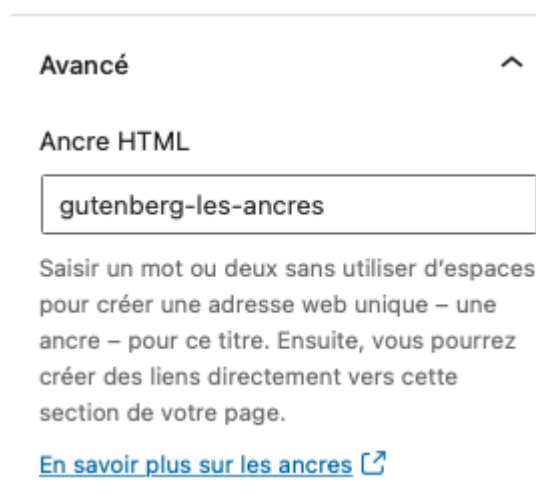 Avancé
Ancre HTML
gutenberg-les-ancres
Saisir un mot ou deux sans utiliser d’espaces
pour créer une adresse web unique – une
ancre – pour ce titre. Ensuite, vous pourrez
créer des liens directement vers cette
section de votre page.
En savoir plus sur les ancres